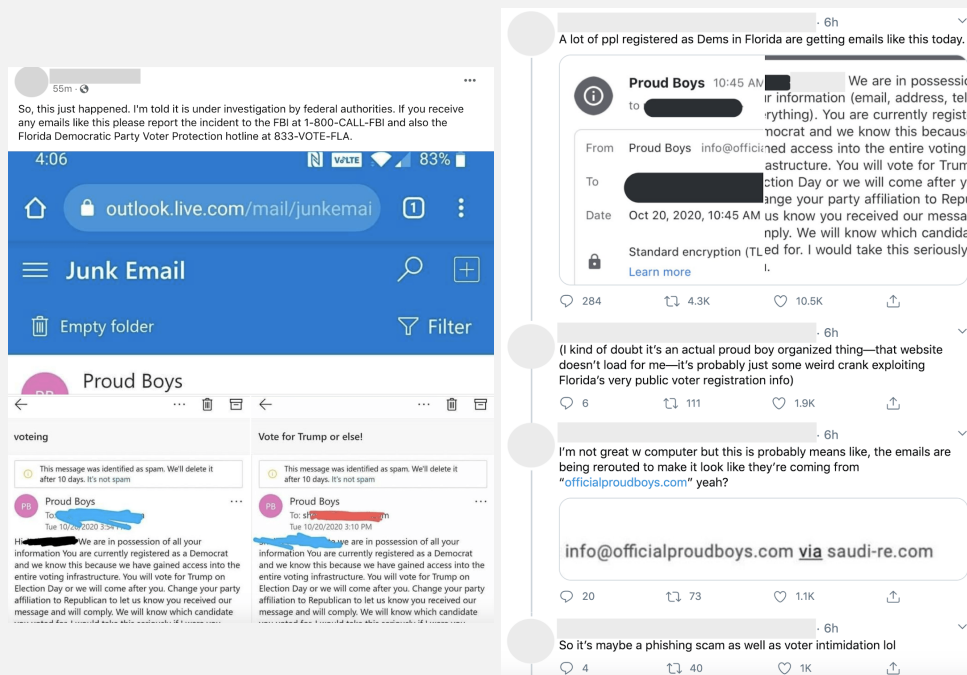 55m ·
So, this just happened. I'm told it is under investigation by federal authorities. If you receive
any emails like this please report the incident to the FBI at 1-800-CALL-FBI and also the
Florida Democratic Party Voter Protection hotline at 833-VOTE-FLA.
4:06
VoLTE
83%
outlook.live.com/mail/junkemai
1
Junk Email
Empty folder
Filter
Proud Boys
voteing
This message was identified as spam. We'll delete it
after 10 days. It's not spam
PB
Proud Boys
To:
Tue 10/20/2020 3:54
Hi We are in possession of all your
information You are currently registered as a Democrat
and we know this because we have gained access into the
entire voting infrastructure. You will vote for Trump on
Election Day or we will come after you. Change your party
affiliation to Republican to let us know you received our
message and will comply. We will know which candidate
Vote for Trump or else!
This message was identified as spam. We'll delete it
after 10 days. It's not spam
PB
Proud Boys
To:
Tue 10/20/2020 3:10 PM
we are in possession of all your
information You are currently registered as a Democrat
and we know this because we have gained access into the
entire voting infrastructure. You will vote for Trump on
Election Day or we will come after you. Change your party
affiliation to Republican to let us know you received our
message and will comply. We will know which candidate
· 6h
A lot of ppl registered as Dems in Florida are getting emails like this today.
Proud Boys 10:45 AM
to
From Proud Boys info@officia
To
Date Oct 20, 2020, 10:45 AM
Standard encryption (TL
Learn more
We are in possessi
r information (email, address, tel
rything). You are currently regist
mocrat and we know this becaus
ned access into the entire voting
astructure. You will vote for Trum
ction Day or we will come after y
ange your party affiliation to Repu
us know you received our messa
mply. We will know which candida
ed for. I would take this seriously
284 4.3K 10.5K
· 6h
(I kind of doubt it's an actual proud boy organized thing—that website
doesn't load for me—it's probably just some weird crank exploiting
Florida's very public voter registration info)
6 111 1.9K
· 6h
I'm not great w computer but this is probably means like, the emails are
being rerouted to make it look like they're coming from
"officialproudboys.com" yeah?
info@officialproudboys.com via saudi-re.com
20 73 1.1K
· 6h
So it's maybe a phishing scam as well as voter intimidation lol
4 40 1K